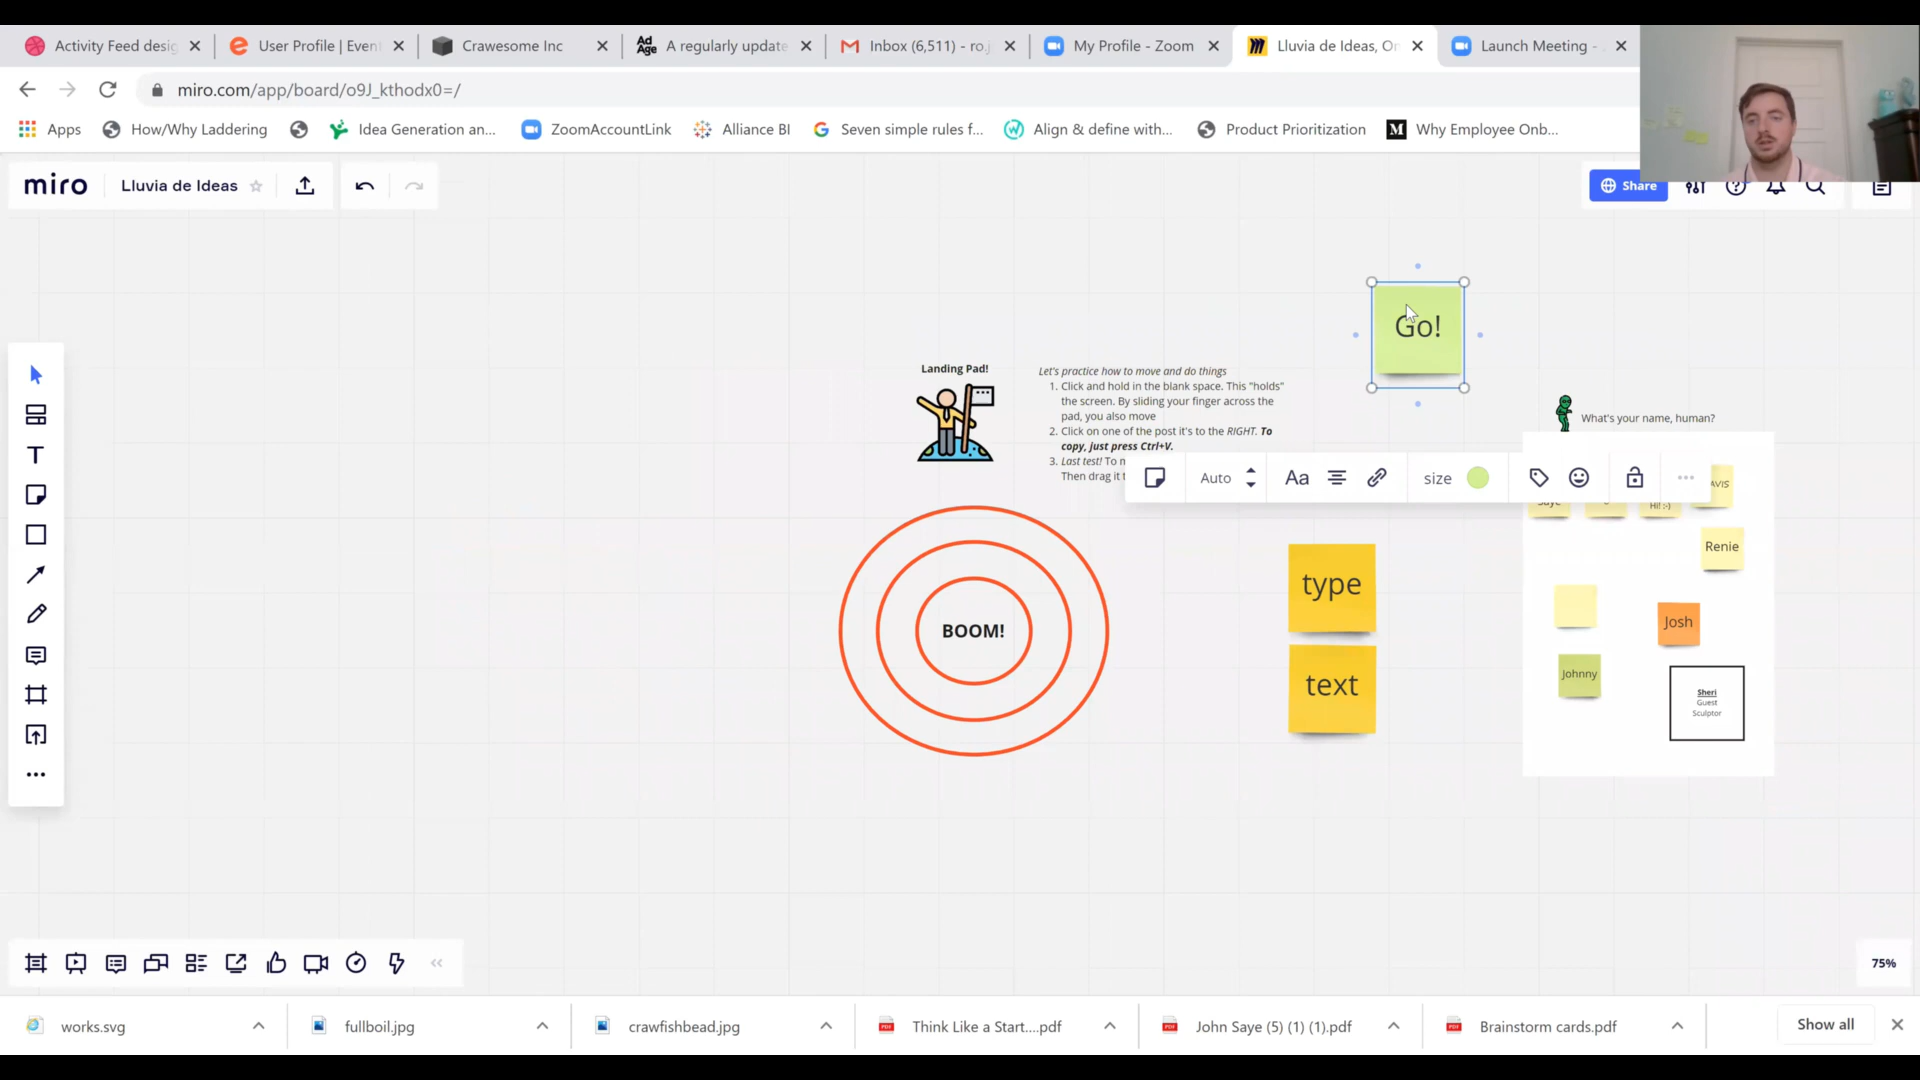 Activity Feed desig
User Profile | Even
Crawesome Inc
Ad Age
A regularly update
Inbox (6,511) - ro.j
My Profile - Zoom
Lluvia de Ideas, O
Launch Meeting -
miro.com/app/board/o9J_kthodx0=/
Apps
How/Why Laddering
Idea Generation an...
ZoomAccountLink
Alliance BI
Seven simple rules f...
Align & define with...
Product Prioritization
M
Why Employee Onb...
miro
Lluvia de Ideas
Share
Go!
Landing Pad!
Let's practice how to move and do things
1. Click and hold in the blank space. This "holds"
the screen. By sliding your finger across the
pad, you also move
2. Click on one of the post it's to the RIGHT. To
copy, just press Ctrl+V.
3. Last test! To
Then drag it
What's your name, human?
Auto
Aa
size
AVIS
Hi! :-)
Renie
type
BOOM!
Josh
text
Johnny
Sheri
Guest
Sculptor
75%
works.svg
fullboil.jpg
crawfishbead.jpg
Think Like a Start....pdf
John Saye (5) (1) (1).pdf
Brainstorm cards.pdf
Show all